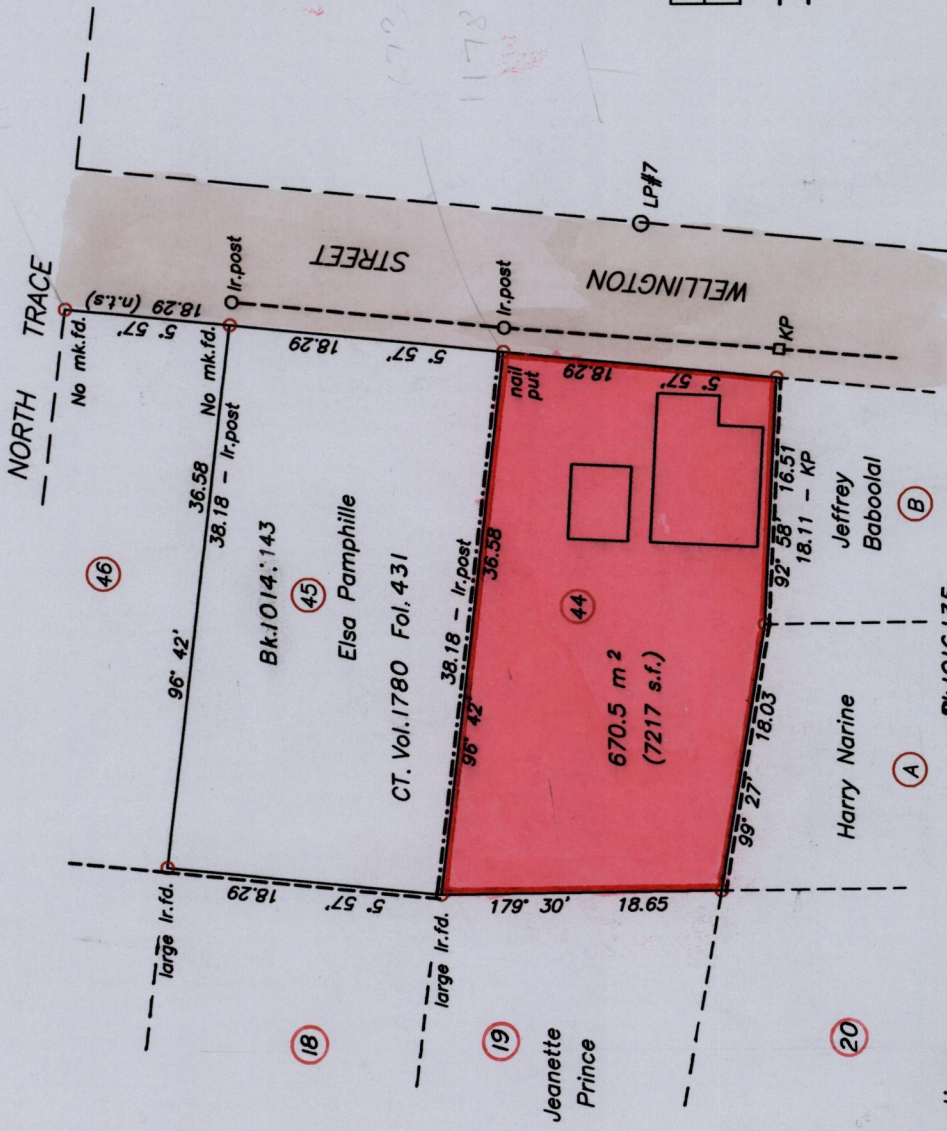 NORTH TRACE
No mk.fd.
5° 57'
18.29 (n.t.s)
46
No mk.fd.
Ir.post
36.58
38.18 - Ir.post
96° 42'
STREET
18.29
5° 57'
Bk.1014:143
45
Elsa Pamphille
CT. Vol.1780 Fol. 431
large Ir.fd.
18.29
5° 57'
Ir.post
LP#7
WELLINGTON
nail
put
18.29
5° 57'
KP
38.18 - Ir.post
36.58
96° 42'
44
670.5 m2
(7217 s.f.)
large Ir.fd.
179° 30'
18.65
18
19
Jeanette
Prince
92° 58'
16.51
18.11 - KP
Jeffrey
Baboolal
B
99° 27'
18.03
Harry Narine
A
20
1178